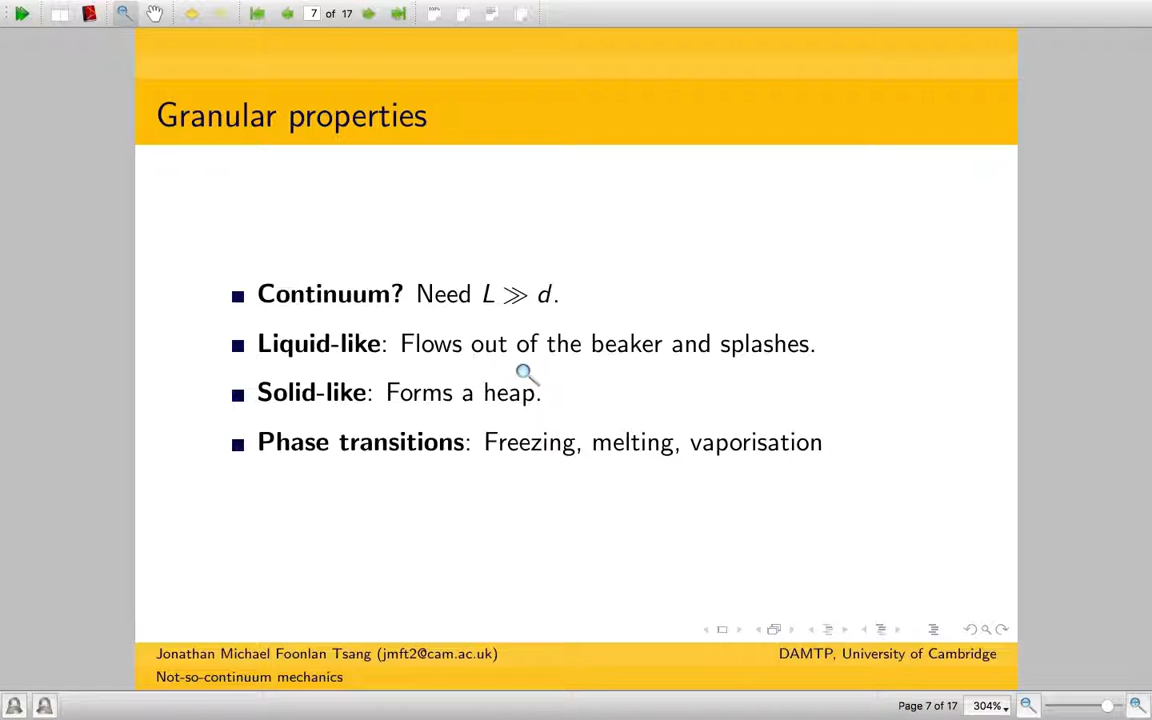 7 of 17
Granular properties
Continuum? Need L ≫ d.
Liquid-like: Flows out of the beaker and splashes.
Solid-like: Forms a heap.
Phase transitions: Freezing, melting, vaporisation
Jonathan Michael Foonlan Tsang (jmft2@cam.ac.uk)
DAMTP, University of Cambridge
Not-so-continuum mechanics
Page 7 of 17
304%